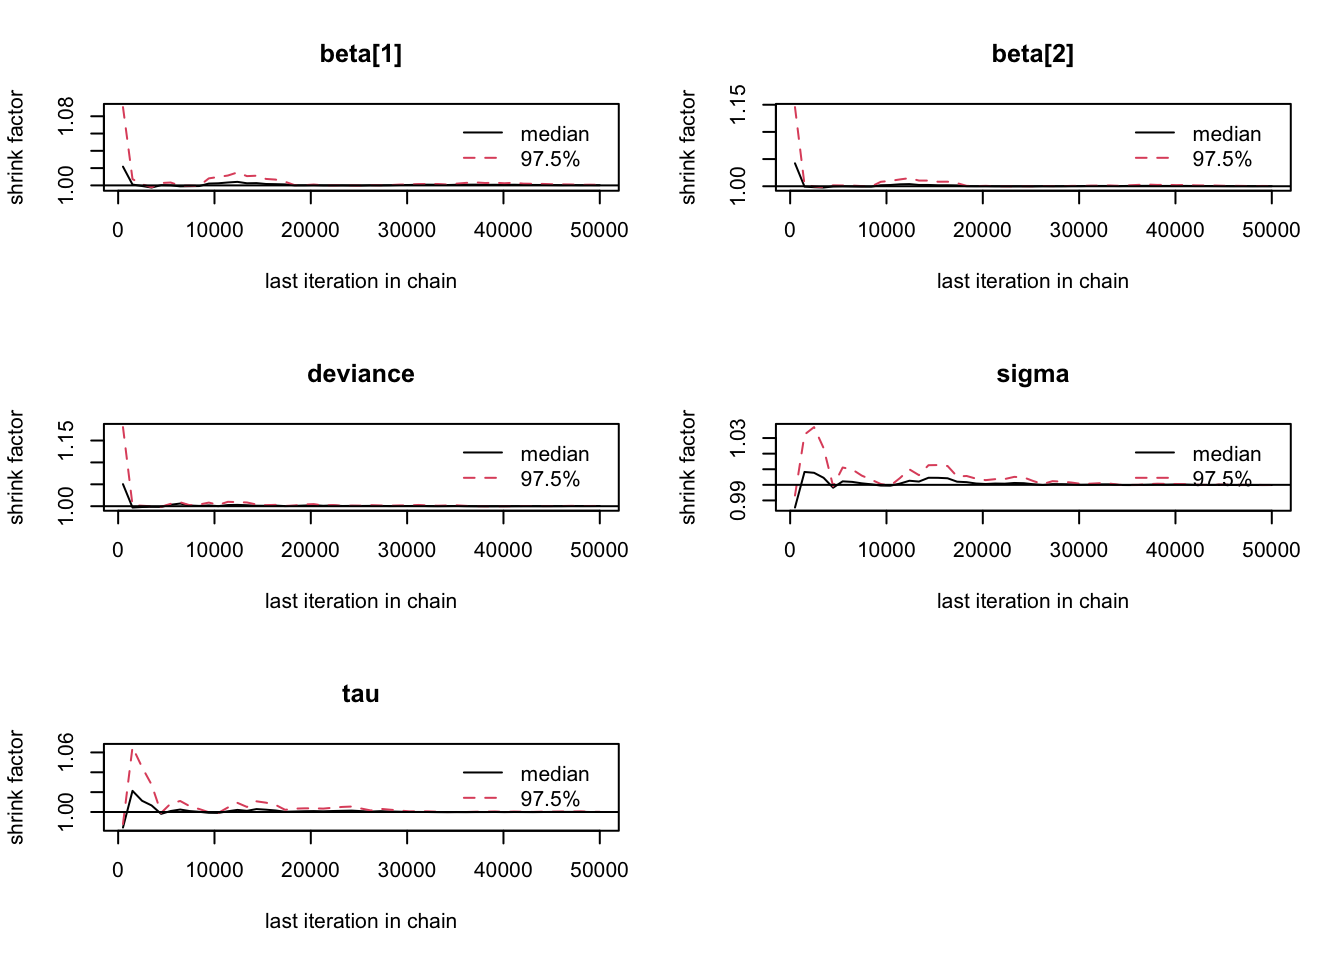 beta[1]
shrink factor
1.00 1.08
median
97.5%
0 10000 20000 30000 40000 50000
last iteration in chain
beta[2]
shrink factor
1.00 1.15
median
97.5%
0 10000 20000 30000 40000 50000
last iteration in chain
deviance
shrink factor
1.00 1.15
median
97.5%
0 10000 20000 30000 40000 50000
last iteration in chain
sigma
shrink factor
0.99 1.03
median
97.5%
0 10000 20000 30000 40000 50000
last iteration in chain
tau
shrink factor
1.00 1.06
median
97.5%
0 10000 20000 30000 40000 50000
last iteration in chain